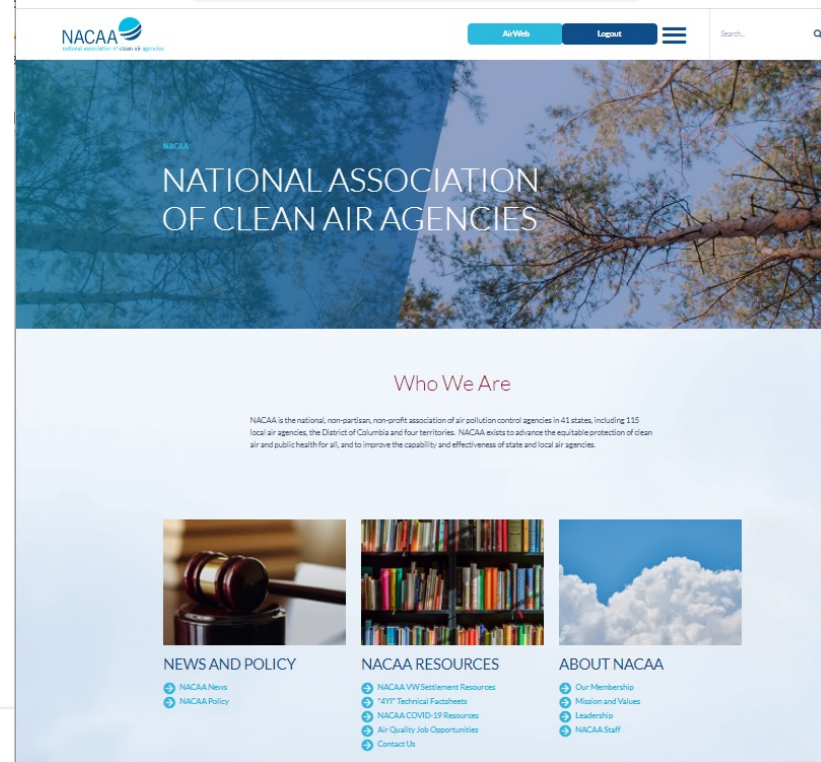 NACAA
national association of clean air agencies
AirWeb
Logout
Search..
NACAA
NATIONAL ASSOCIATION
OF CLEAN AIR AGENCIES
Who We Are
NACAA is the national, non-partisan, non-profit association of air pollution control agencies in 41 states, including 115
local air agencies, the District of Columbia and four territories. NACAA exists to advance the equitable protection of clean
air and public health for all, and to improve the capability and effectiveness of state and local air agencies.
NEWS AND POLICY
NACAA News
NACAA Policy
NACAA RESOURCES
NACAA VW Settlement Resources
"4YI" Technical Factsheets
NACAA COVID-19 Resources
Air Quality Job Opportunities
Contact Us
ABOUT NACAA
Our Membership
Mission and Values
Leadership
NACAA Staff